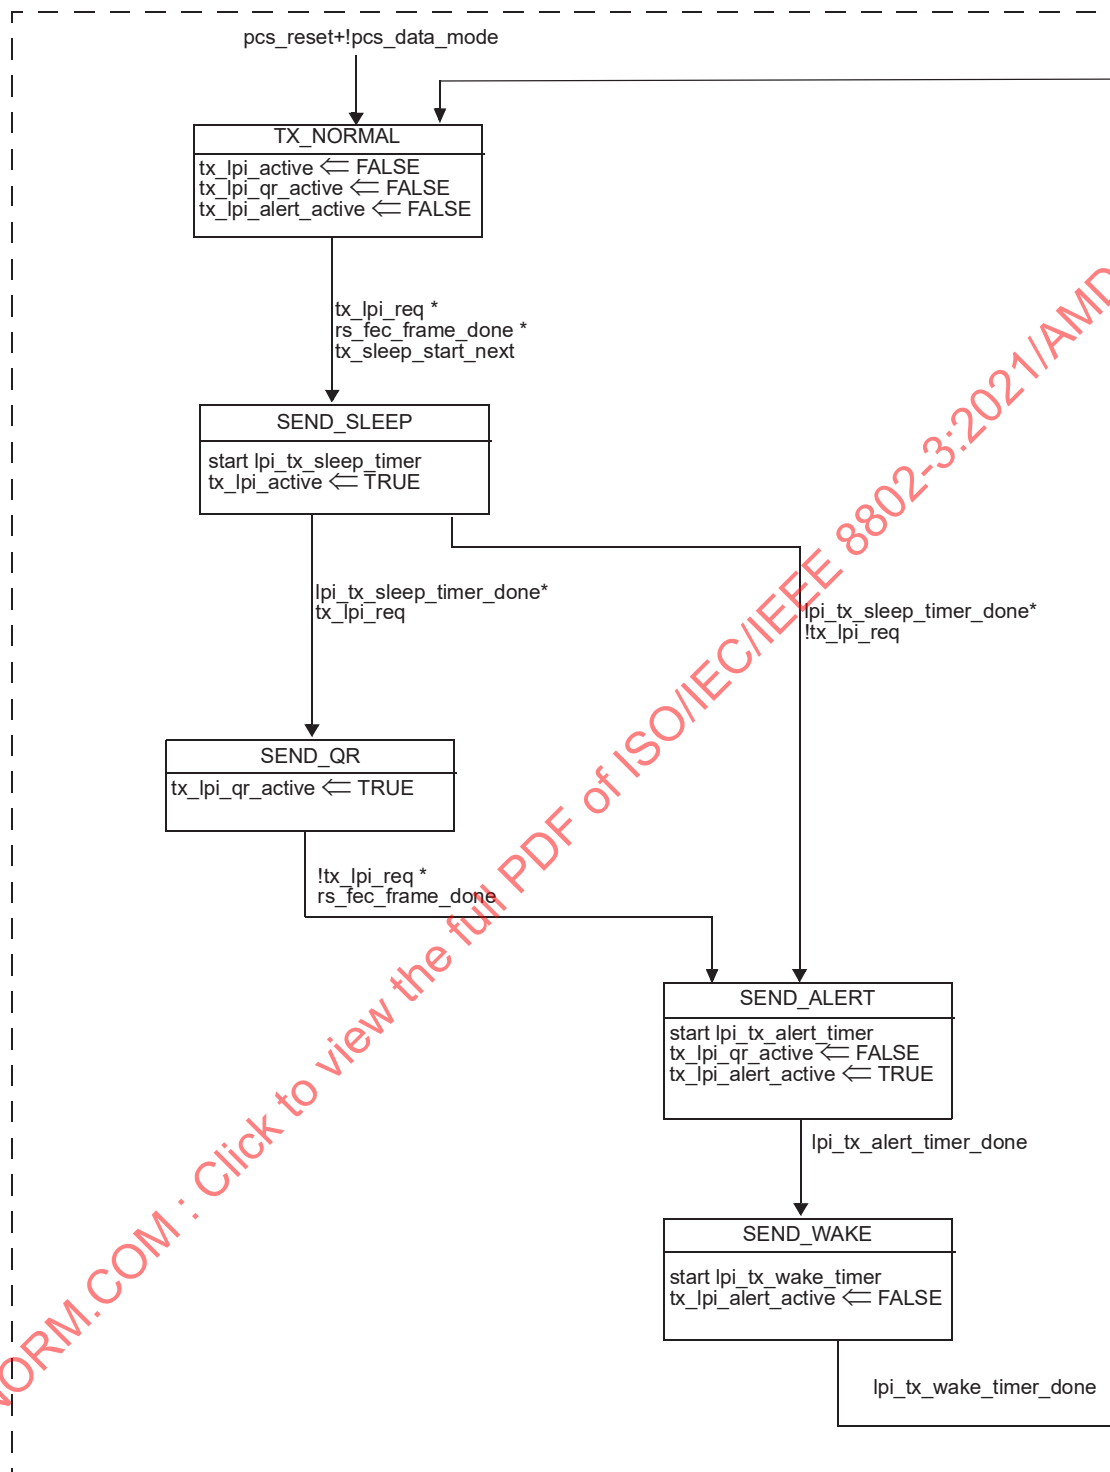 pcs_reset+!pcs_data_mode
TX_NORMAL
tx_lpi_active ⇐ FALSE
tx_lpi_qr_active ⇐ FALSE
tx_lpi_alert_active ⇐ FALSE
tx_lpi_req *
rs_fec_frame_done *
tx_sleep_start_next
SEND_SLEEP
start lpi_tx_sleep_timer
tx_lpi_active ⇐ TRUE
lpi_tx_sleep_timer_done*
tx_lpi_req
lpi_tx_sleep_timer_done*
!tx_lpi_req
SEND_QR
tx_lpi_qr_active ⇐ TRUE
!tx_lpi_req *
rs_fec_frame_done
SEND_ALERT
start lpi_tx_alert_timer
tx_lpi_qr_active ⇐ FALSE
tx_lpi_alert_active ⇐ TRUE
lpi_tx_alert_timer_done
SEND_WAKE
start lpi_tx_wake_timer
tx_lpi_alert_active ⇐ FALSE
lpi_tx_wake_timer_done
NORM.COM : Click to view the full PDF of ISO/IEC/IEEE 8802-3:2021/AMD